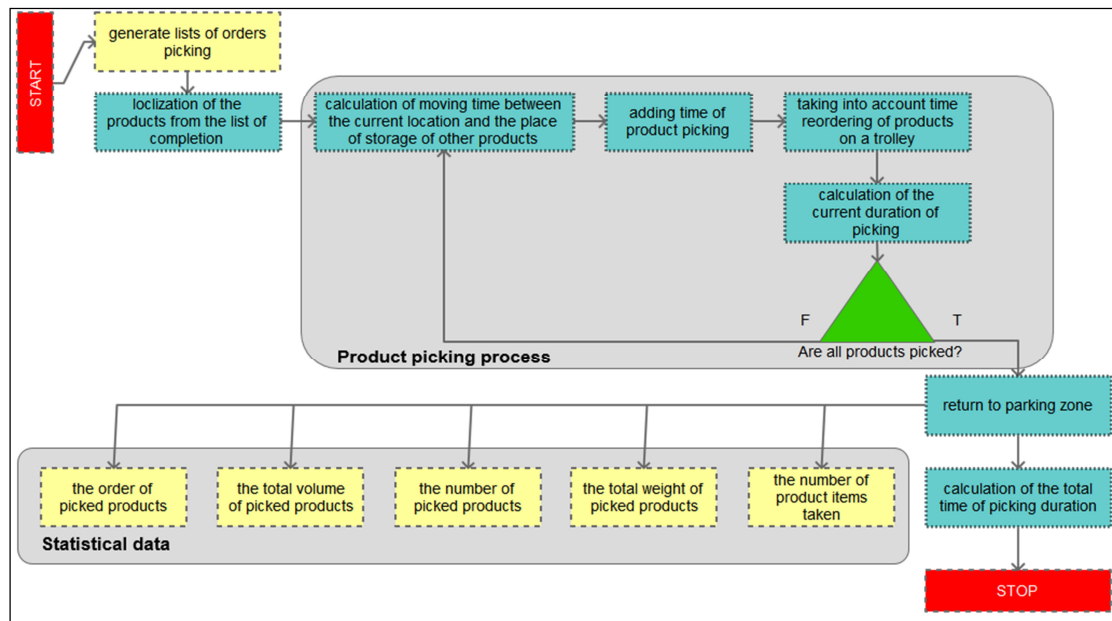 START
generate lists of orders
picking
loclization of the
products from the list of
completion
calculation of moving time between
the current location and the place
of storage of other products
adding time of
product picking
taking into account time
reordering of products
on a trolley
calculation of the
current duration of
picking
F
T
Are all products picked?
Product picking process
return to parking zone
the order of
picked products
the total volume
of picked products
the number of
picked products
the total weight of
picked products
the number of
product items
taken
calculation of the total
time of picking duration
Statistical data
STOP